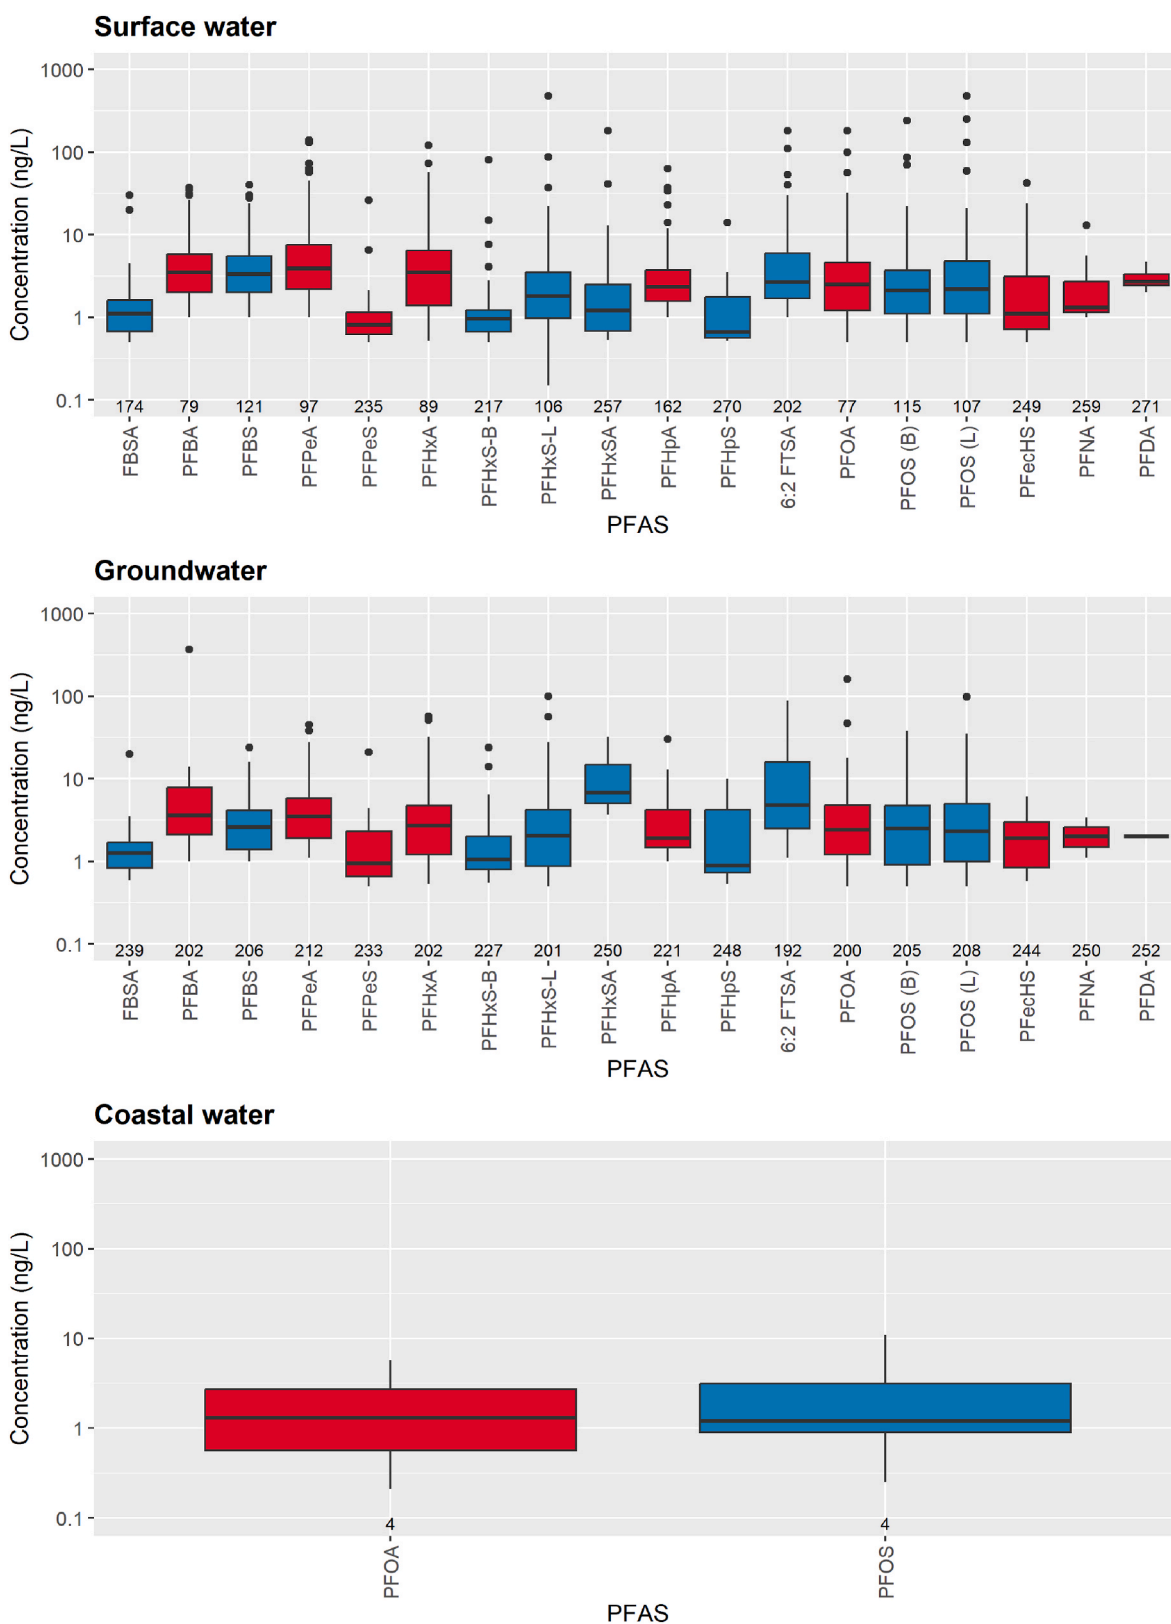 Surface water
Concentration (ng/L)
1000
100
10
1
0.1
174 79 121 97 235 89 217 106 257 162 270 202 77 115 107 249 259 271
FBSA PFBA PFBS PFPeA PFPeS PFHxA PFHxS-B PFHxS-L PFHxSA PFHpA PFHpS 6:2 FTSA PFOA PFOS (B) PFOS (L) PFecHS PFNA PFDA
PFAS
Groundwater
Concentration (ng/L)
1000
100
10
1
0.1
239 202 206 212 233 202 227 201 250 221 248 192 200 205 208 244 250 252
FBSA PFBA PFBS PFPeA PFPeS PFHxA PFHxS-B PFHxS-L PFHxSA PFHpA PFHpS 6:2 FTSA PFOA PFOS (B) PFOS (L) PFecHS PFNA PFDA
PFAS
Coastal water
Concentration (ng/L)
1000
100
10
1
0.1
4 4
PFOA PFOS
PFAS